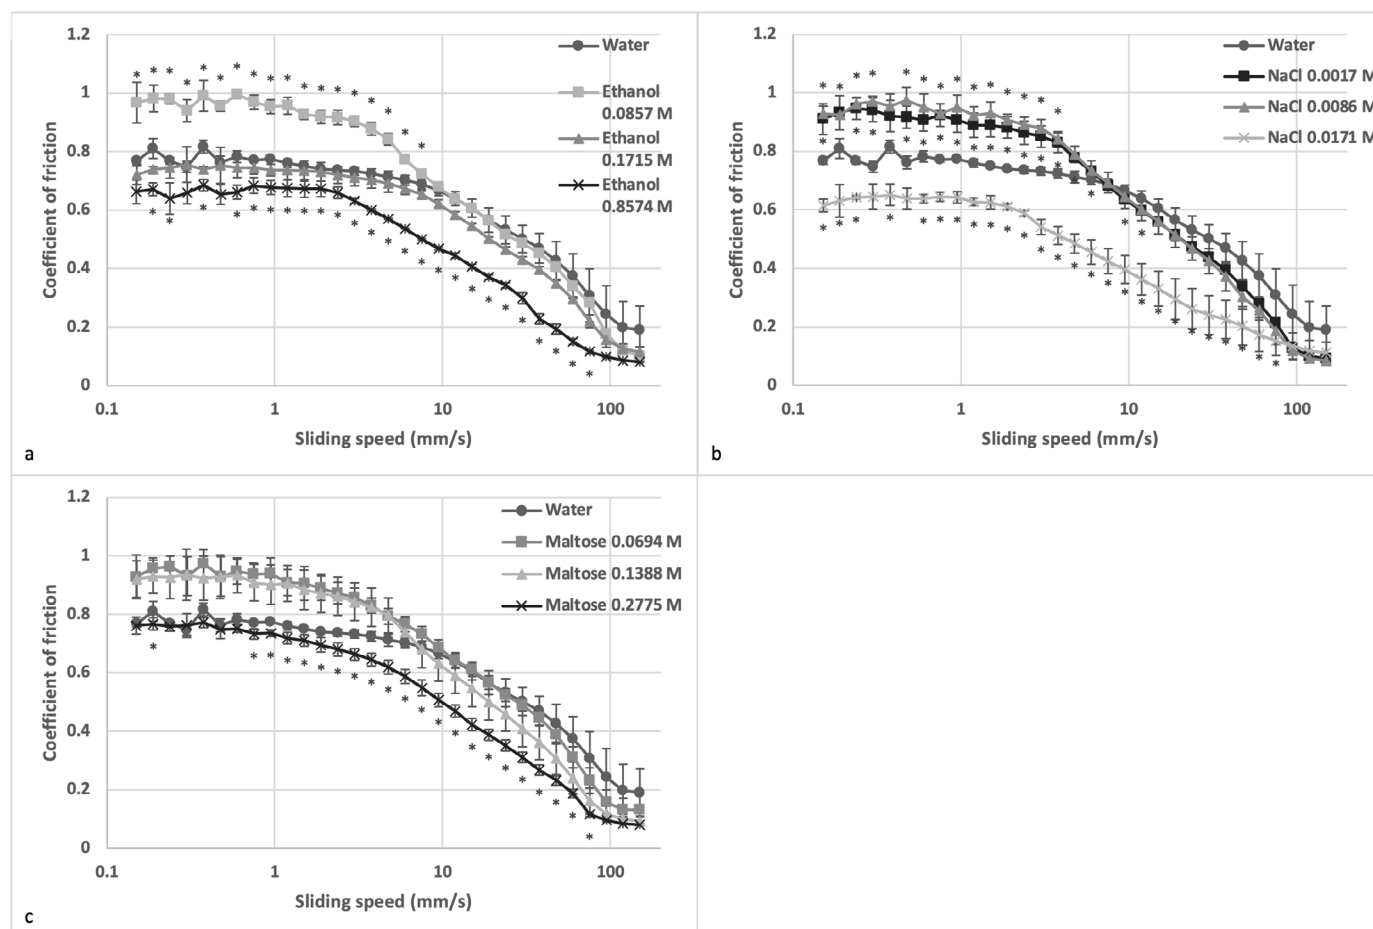 1.2
1
0.8
0.6
0.4
0.2
0
Coefficient of friction
0.1
1
10
100
Sliding speed (mm/s)
Water
Ethanol
0.0857 M
Ethanol
0.1715 M
Ethanol
0.8574 M
a
1.2
1
0.8
0.6
0.4
0.2
0
Coefficient of friction
0.1
1
10
100
Sliding speed (mm/s)
Water
NaCl 0.0017 M
NaCl 0.0086 M
NaCl 0.0171 M
b
1.2
1
0.8
0.6
0.4
0.2
0
Coefficient of friction
0.1
1
10
100
Sliding speed (mm/s)
Water
Maltose 0.0694 M
Maltose 0.1388 M
Maltose 0.2775 M
c